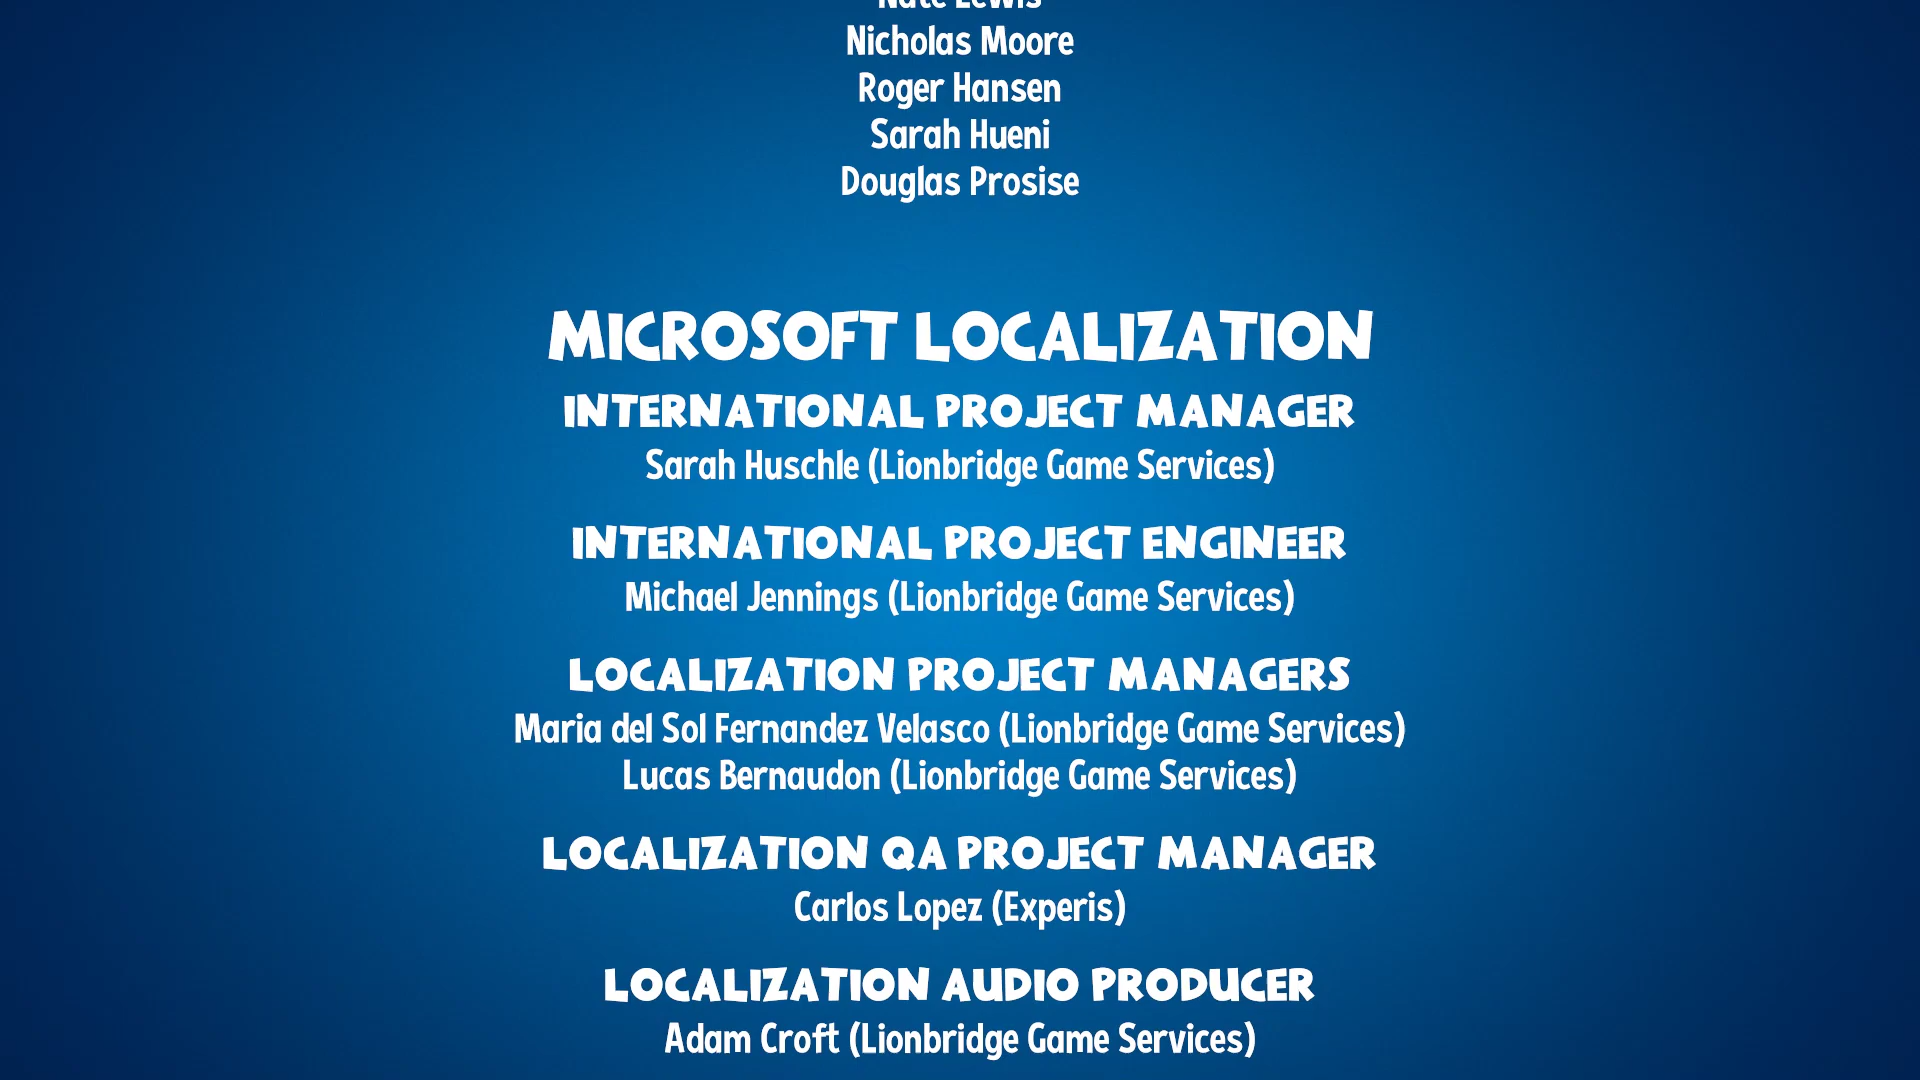 Nate Lewis
Nicholas Moore
Roger Hansen
Sarah Hueni
Douglas Prosise
MICROSOFT LOCALIZATION
INTERNATIONAL PROJECT MANAGER
Sarah Huschle (Lionbridge Game Services)
INTERNATIONAL PROJECT ENGINEER
Michael Jennings (Lionbridge Game Services)
LOCALIZATION PROJECT MANAGERS
Maria del Sol Fernandez Velasco (Lionbridge Game Services)
Lucas Bernaudon (Lionbridge Game Services)
LOCALIZATION QA PROJECT MANAGER
Carlos Lopez (Experis)
LOCALIZATION AUDIO PRODUCER
Adam Croft (Lionbridge Game Services)